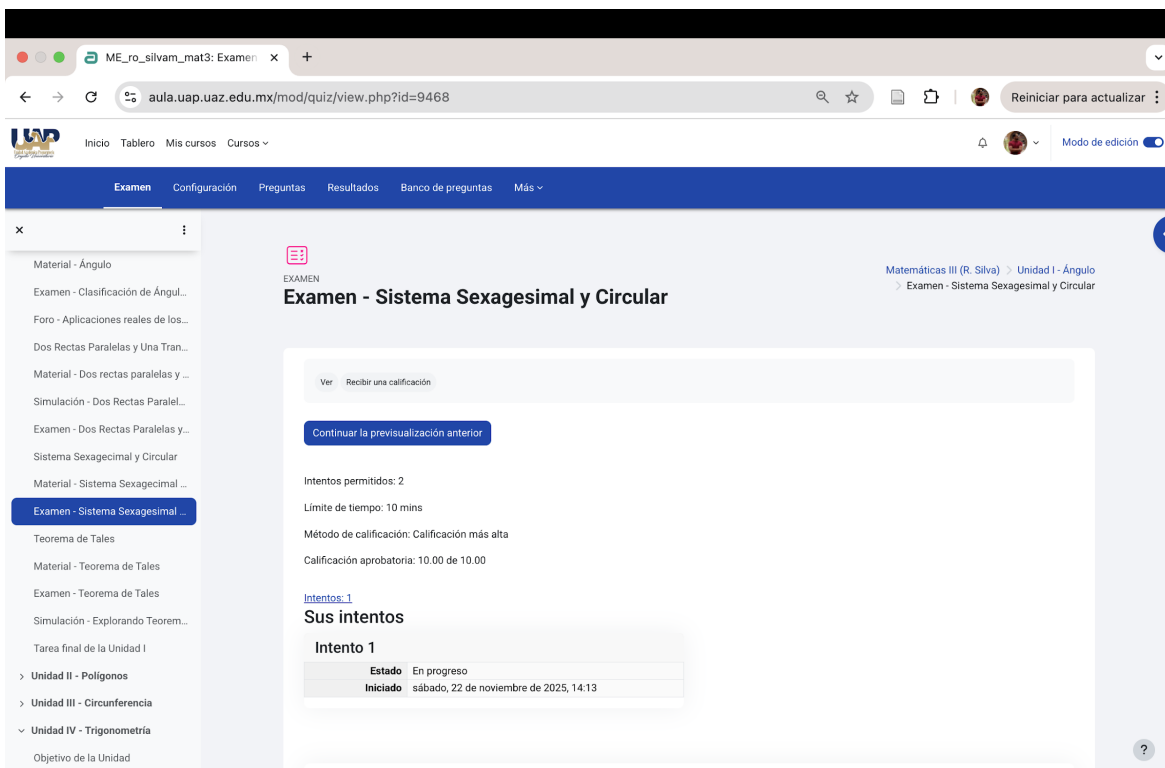 ME_ro_silvam_mat3: Examen
aula.uap.uaz.edu.mx/mod/quiz/view.php?id=9468
Reiniciar para actualizar
UAP
Inicio Tablero Mis cursos Cursos
Modo de edición
Examen Configuración Preguntas Resultados Banco de preguntas Más
Material - Ángulo
Examen - Clasificación de Ángul...
Foro - Aplicaciones reales de los...
Dos Rectas Paralelas y Una Tran...
Material - Dos rectas paralelas y ...
Simulación - Dos Rectas Paralel...
Examen - Dos Rectas Paralelas y...
Sistema Sexagecimal y Circular
Material - Sistema Sexagecimal ...
Examen - Sistema Sexagesimal ...
Teorema de Tales
Material - Teorema de Tales
Examen - Teorema de Tales
Simulación - Explorando Teorem...
Tarea final de la Unidad I
Unidad II - Polígonos
Unidad III - Circunferencia
Unidad IV - Trigonometría
Objetivo de la Unidad
EXAMEN
Examen - Sistema Sexagesimal y Circular
Matemáticas III (R. Silva) > Unidad I - Ángulo
> Examen - Sistema Sexagesimal y Circular
Ver Recibir una calificación
Continuar la previsualización anterior
Intentos permitidos: 2
Límite de tiempo: 10 mins
Método de calificación: Calificación más alta
Calificación aprobatoria: 10.00 de 10.00
Intentos: 1
Sus intentos
Intento 1
Estado En progreso
Iniciado sábado, 22 de noviembre de 2025, 14:13
?